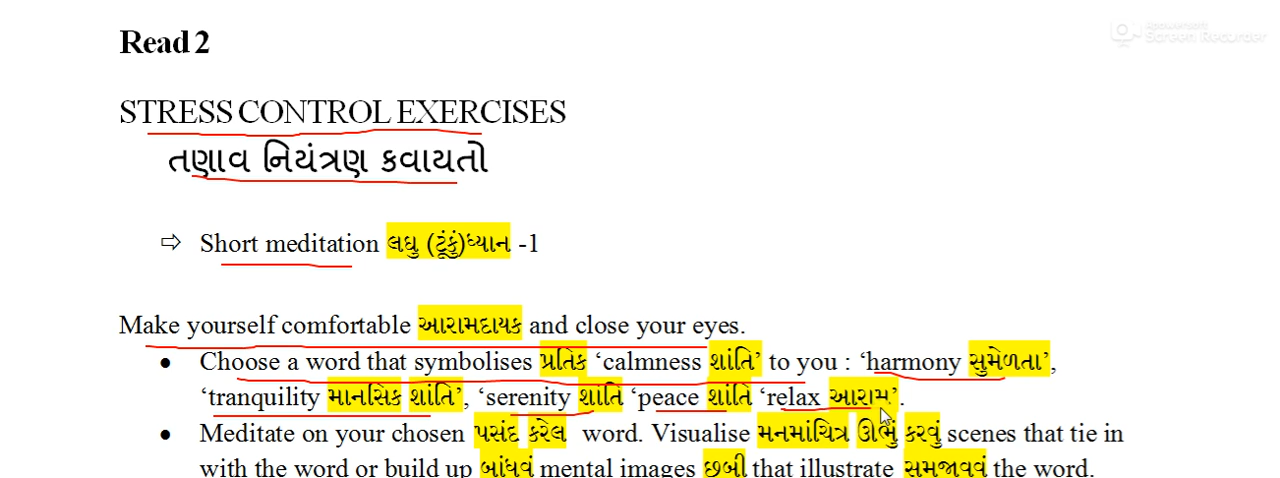 Apowersoft
Screen Recorder
Read 2
STRESS CONTROL EXERCISES
તણાવ નિયંત્રણ કવાયતો
⇨ Short meditation લઘુ (ટૂંકું)ધ્યાન -1
Make yourself comfortable આરામદાયક and close your eyes.
• Choose a word that symbolises પ્રતિક ‘calmness શાંતિ’ to you : ‘harmony સુમેળતા’,
‘tranquility માનસિક શાંતિ’, ‘serenity શાંતિ ‘peace શાંતિ ‘relax આરામ’.
• Meditate on your chosen પસંદ કરેલ word. Visualise મનમાંચિત્ર ઊભું કરવું scenes that tie in
with the word or build up બાંધવું mental images છબી that illustrate સમજાવવું the word.